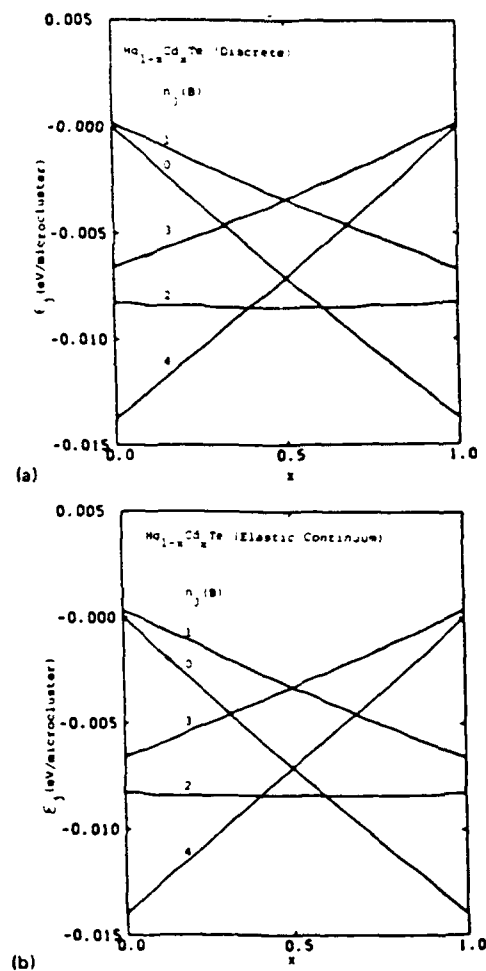 0.005
Hg1-xCdxTe (Discrete)
nj(B)
-0.000
1
0
3
-0.005
2
-0.010
4
-0.015
0.0
0.5
1.0
x
ϵj(eV/microcluster)
(a)
0.005
Hg1-xCdxTe (Elastic Continuum)
nj(B)
-0.000
1
0
-0.005
3
2
-0.010
4
-0.015
0.0
0.5
1.0
x
ℰj(eV/microcluster)
(b)